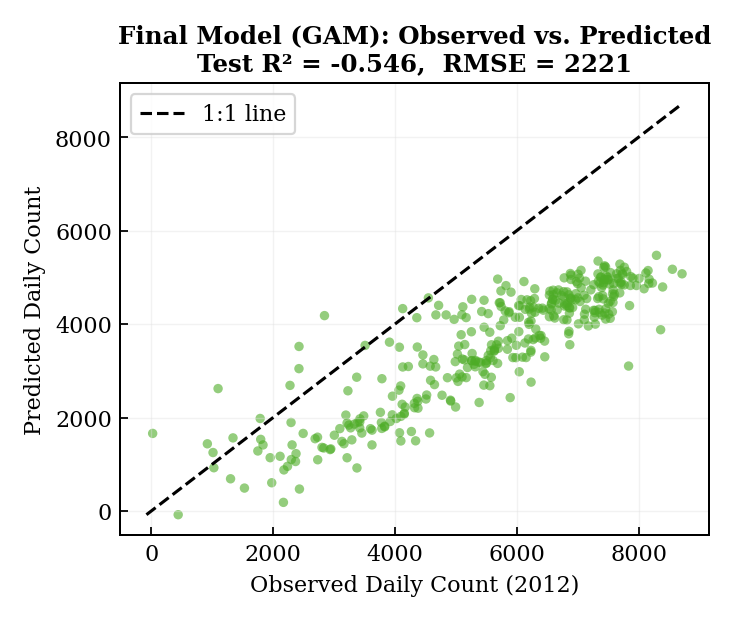 Final Model (GAM): Observed vs. Predicted
Test R² = -0.546, RMSE = 2221
1:1 line
8000
6000
4000
2000
0
Predicted Daily Count
0 2000 4000 6000 8000
Observed Daily Count (2012)